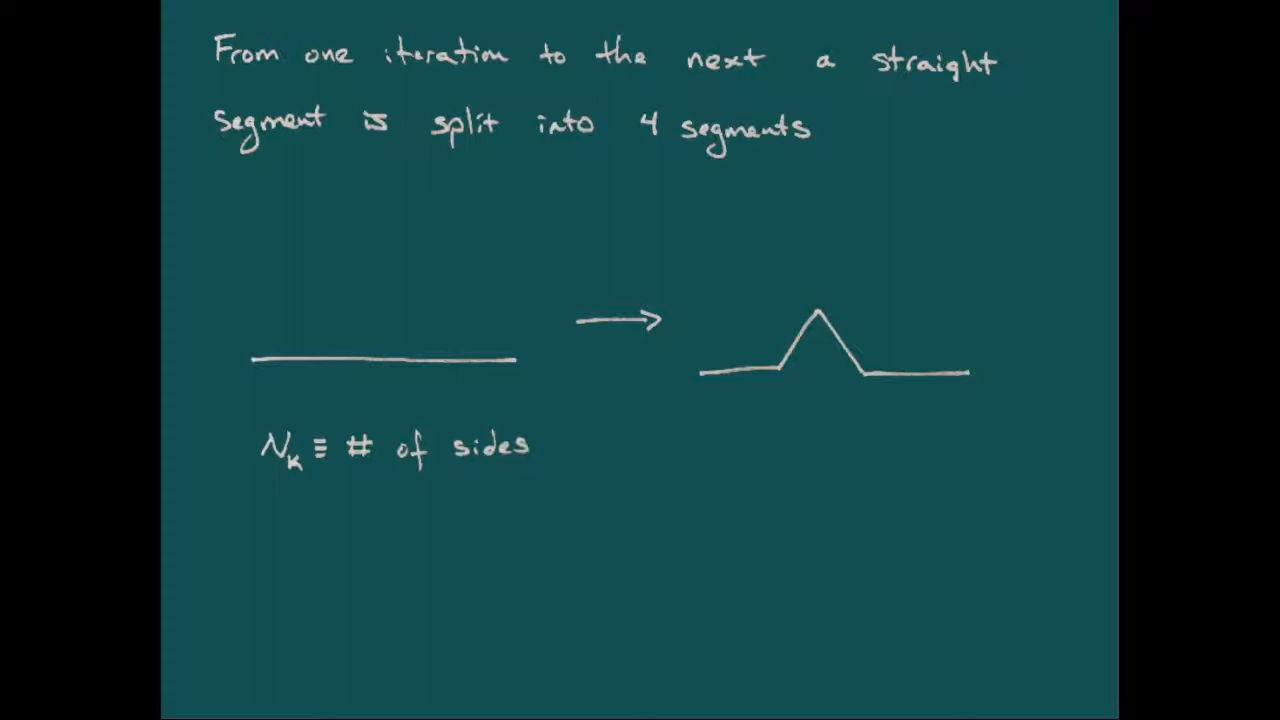 From one iteration to the next a straight
segment is split into 4 segments
N_K ≡ # of sides